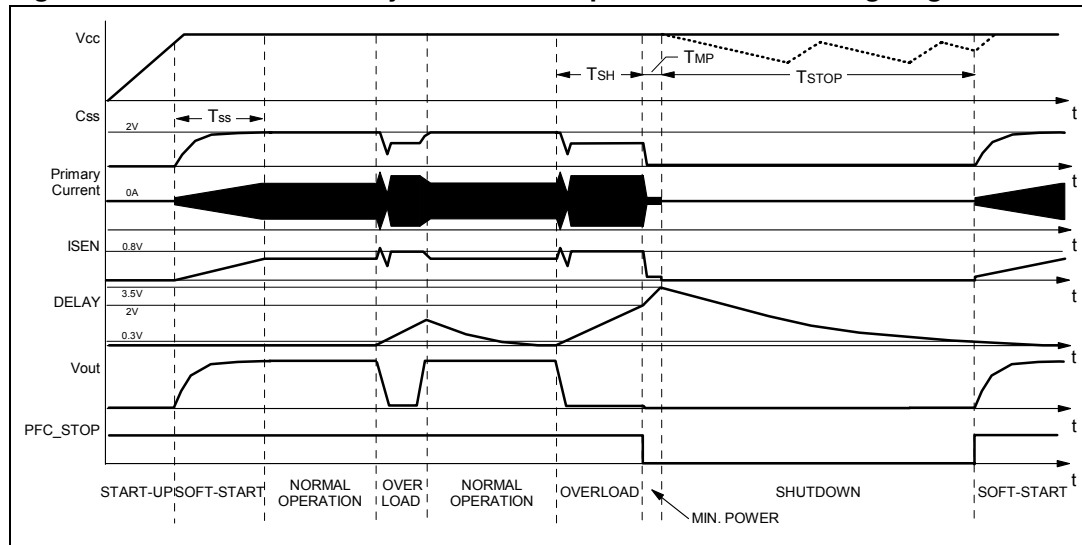 Vcc
TMP
TSH
TSTOP
t
Css
Tss
2V
t
Primary
Current
0A
t
ISEN
0.8V
t
DELAY
3.5V
2V
0.3V
t
Vout
t
PFC_STOP
t
START-UP SOFT-START NORMAL OPERATION OVER LOAD NORMAL OPERATION OVERLOAD SHUTDOWN SOFT-START
MIN. POWER